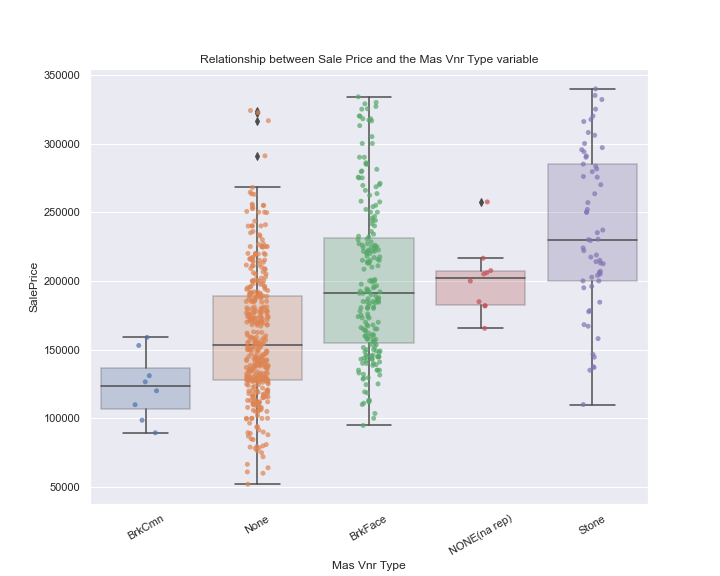 Relationship between Sale Price and the Mas Vnr Type variable
350000
300000
250000
200000
150000
100000
50000
SalePrice
BrkCmn
None
BrkFace
NONE(na rep)
Stone
Mas Vnr Type